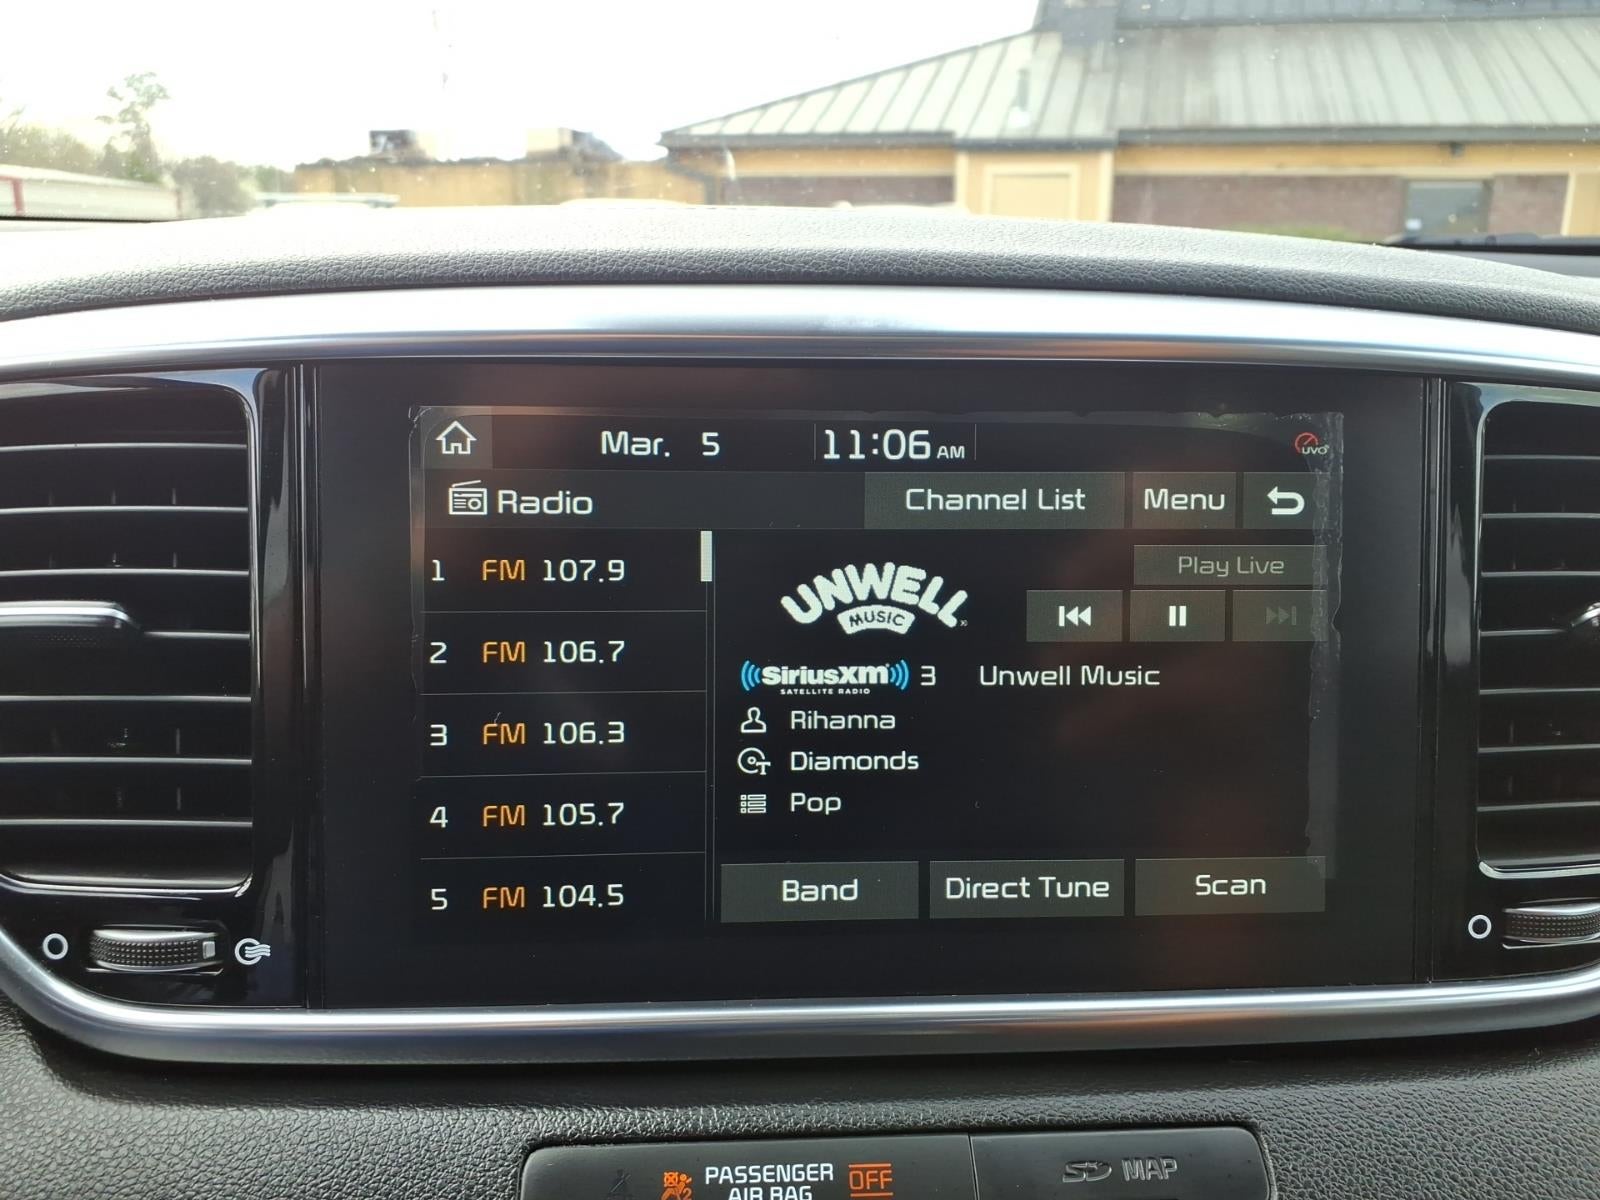 Mar. 5 11:06 AM UVO
Radio Channel List Menu
1 FM 107.9
2 FM 106.7
3 FM 106.3
4 FM 105.7
5 FM 104.5
UNWELL
MUSIC
Play Live
SiriusXM 3 Unwell Music
SATELLITE RADIO
Rihanna
Diamonds
Pop
Band Direct Tune Scan
PASSENGER
AIR BAG OFF
SD MAP